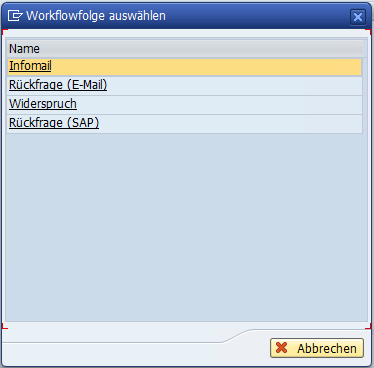 Workflowfolge auswählen
Name
Infomail
Rückfrage (E-Mail)
Widerspruch
Rückfrage (SAP)
Abbrechen